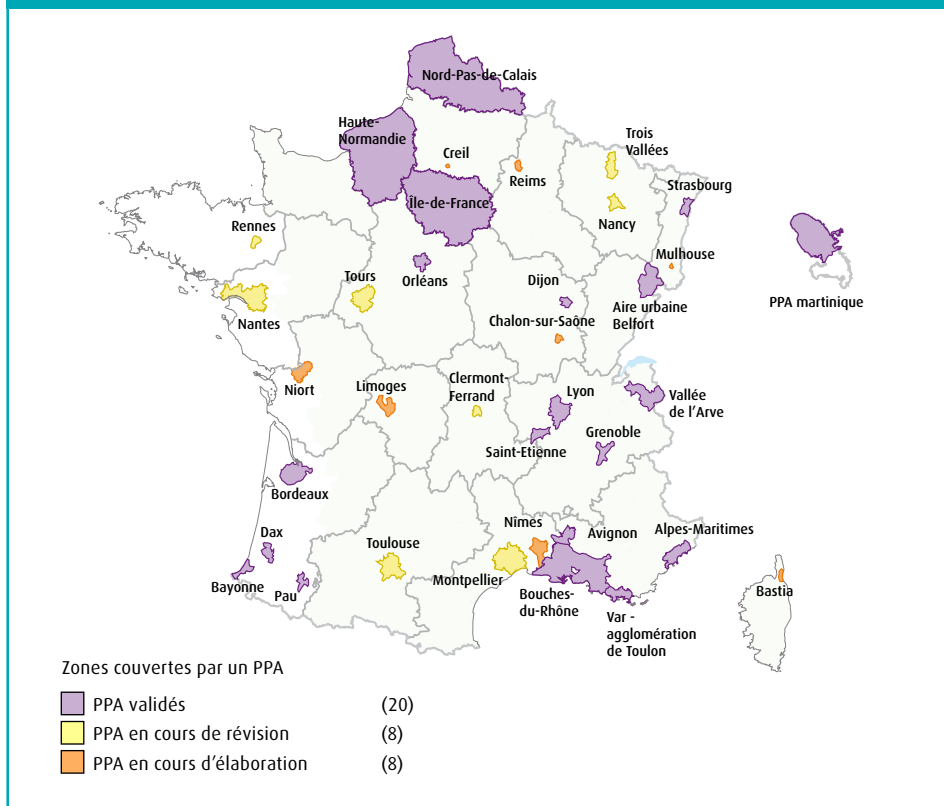 Nord-Pas-de-Calais
Haute-
Normandie
Creil
Reims
Trois
Vallées
Strasbourg
Île-de-France
Nancy
Rennes
Mulhouse
Orléans
Tours
Dijon
Nantes
Chalon-sur-Saône
Aire urbaine
Belfort
PPA martinique
Niort
Limoges
Clermont-
Ferrand
Lyon
Vallée
de l'Arve
Saint-Etienne
Grenoble
Bordeaux
Dax
Toulouse
Nîmes
Avignon
Alpes-Maritimes
Bayonne
Pau
Montpellier
Bouches-
du-Rhône
Var -
agglomération
de Toulon
Bastia
Zones couvertes par un PPA
PPA validés (20)
PPA en cours de révision (8)
PPA en cours d'élaboration (8)